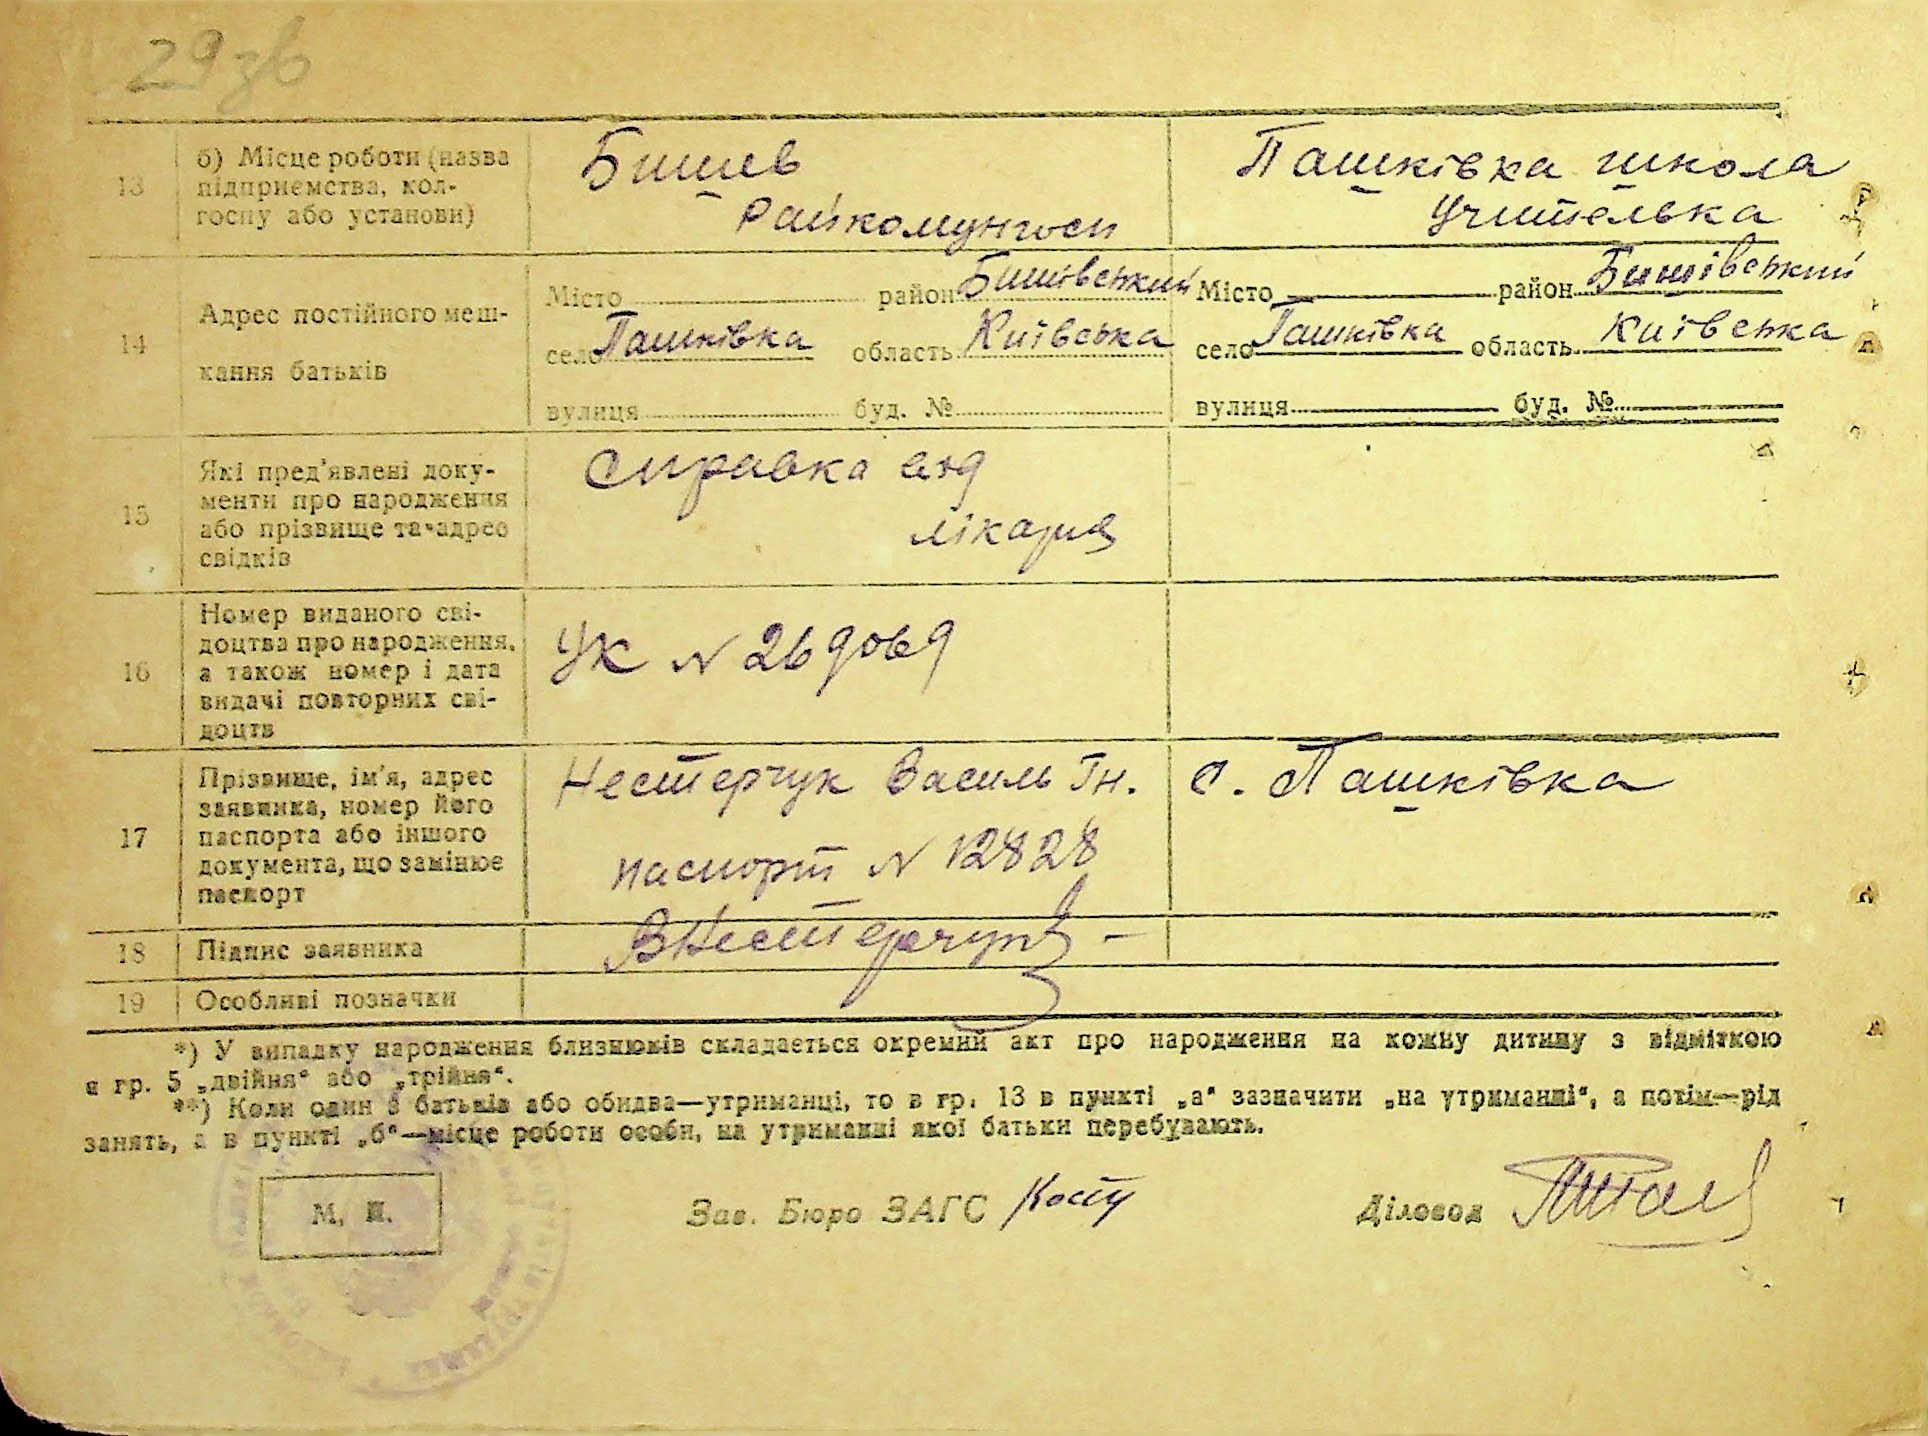 29 зв
13 б) Місце роботи (назва підприємства, колгоспу або установи)
Бишев
Райкомунгосп
Пашківка школа
Учителька
14 Адрес постійного мешкання батьків
Місто район Бишівський
село Пашківка область Київська
вулиця буд. №
Місто район Бишівський
село Пашківка область Київська
вулиця буд. №
15 Які пред'явлені документи про народження або прізвище та адрес свідків
Справка від
лікаря
16 Номер виданого свідоцтва про народження, а також номер і дата видачі повторних свідоцтв
УК №
17 Прізвище, ім'я, адрес заявника, номер його паспорта або іншого документа, що замінює паспорт
Нестерчук Василь Гн.
паспорт № 12828
с. Пашківка
18 Підпис заявника
ВНестерчук
19 Особливі позначки
*) У випадку народження близнюків складається окремий акт про народження на кожну дитину з відміткою
в гр. 5 „двійня“ або „трійня“.
**) Коли один з батьків або обидва—утриманці, то в гр. 13 в пункті „а“ зазначити „на утриманні“, а потім—рід
занять, а в пункті „б“—місце роботи особи, на утриманні якої батьки перебувають.
М. П.
Зав. Бюро ЗАГС
Діловод